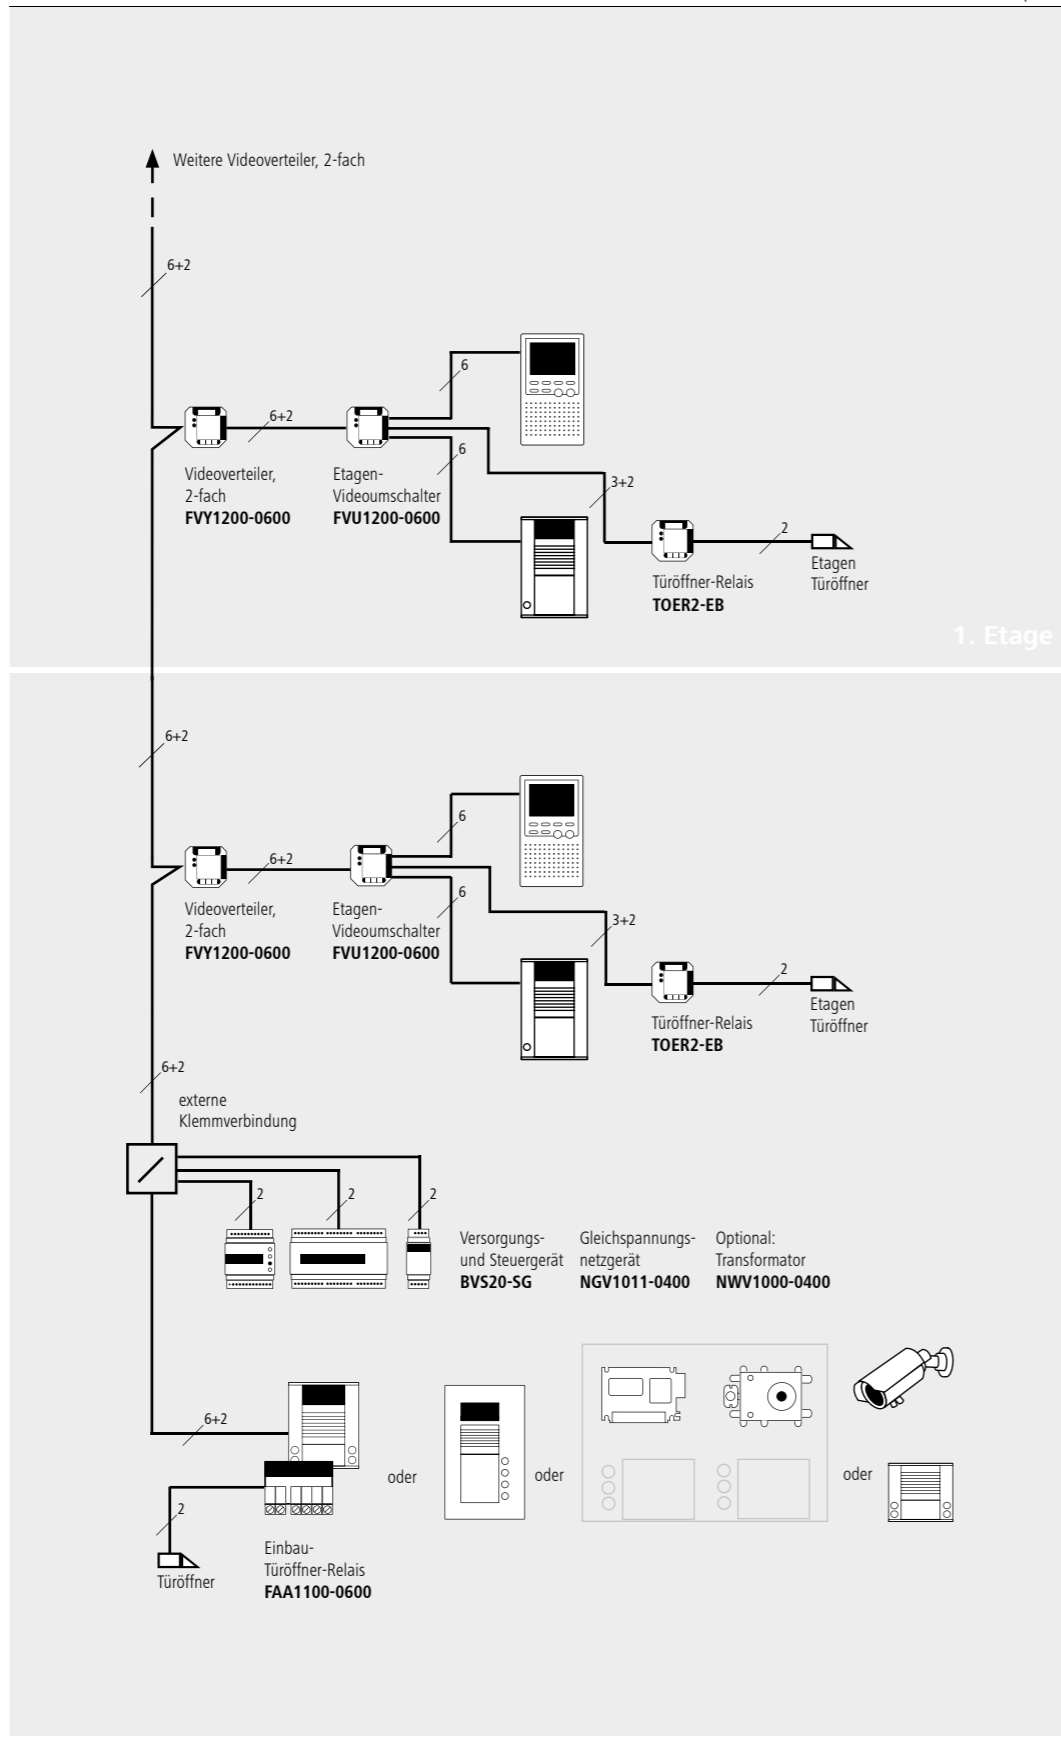 Weitere Videoverteiler, 2-fach
6+2
6
6+2
6
Videoverteiler,
2-fach
FVY1200-0600
Etagen-
Videoumschalter
FVU1200-0600
3+2
2
Türöffner-Relais
TOER2-EB
Etagen
Türöffner
1. Etage
6+2
6
6+2
6
Videoverteiler,
2-fach
FVY1200-0600
Etagen-
Videoumschalter
FVU1200-0600
3+2
2
Türöffner-Relais
TOER2-EB
Etagen
Türöffner
6+2
externe
Klemmverbindung
2
2
2
Versorgungs-
und Steuergerät
BVS20-SG
Gleichspannungs-
netzgerät
NGV1011-0400
Optional:
Transformator
NWV1000-0400
6+2
oder
oder
oder
2
Türöffner
Einbau-
Türöffner-Relais
FAA1100-0600